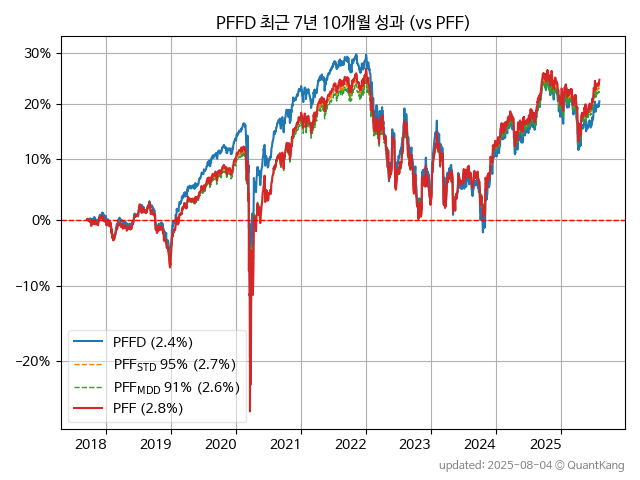 PFFD 최근 7년 10개월 성과 (vs PFF)
30%
20%
10%
0%
−10%
−20%
PFFD (2.4%)
PFFSTD 95% (2.7%)
PFFMDD 91% (2.6%)
PFF (2.8%)
2018 2019 2020 2021 2022 2023 2024 2025
updated: 2025-08-04 © QuantKang